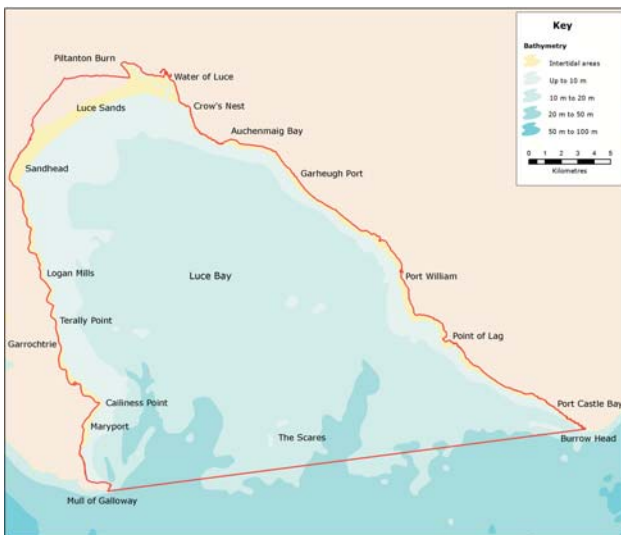 Key
Bathymetry
Intertidal areas
Up to 10 m
10 m to 20 m
20 m to 50 m
50 m to 100 m
0 1 2 3 4 5
Kilometres
Piltanton Burn
Water of Luce
Luce Sands
Crow's Nest
Auchenmaig Bay
Sandhead
Garheugh Port
Logan Mills
Luce Bay
Port William
Terally Point
Point of Lag
Garrochtrie
Cailiness Point
Port Castle Bay
Maryport
The Scares
Burrow Head
Mull of Galloway